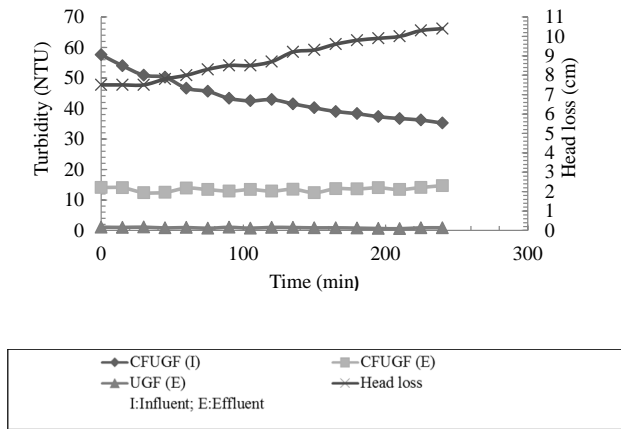 70
60
50
40
30
20
10
0
Turbidity (NTU)
11
10
9
8
7
6
5
4
3
2
1
0
Head loss (cm)
0 100 200 300
Time (min)
CFUGF (I) CFUGF (E)
UGF (E) Head loss
I:Influent; E:Effluent